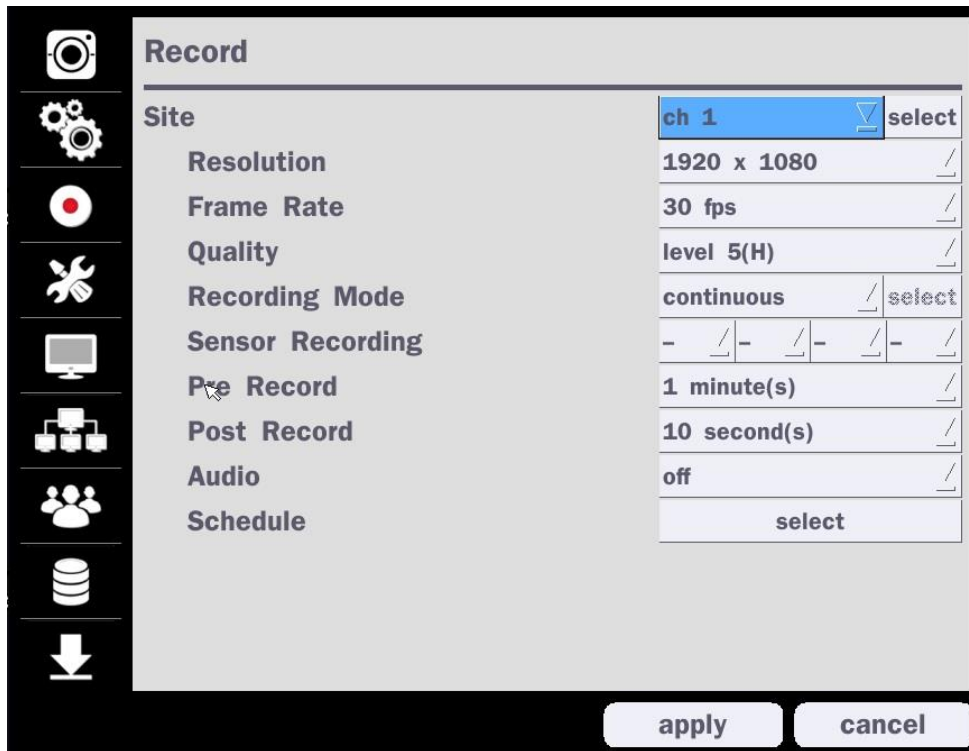 Record
Site ch 1 select
Resolution 1920 x 1080
Frame Rate 30 fps
Quality level 5(H)
Recording Mode continuous select
Sensor Recording - - - -
Pre Record 1 minute(s)
Post Record 10 second(s)
Audio off
Schedule select
apply cancel